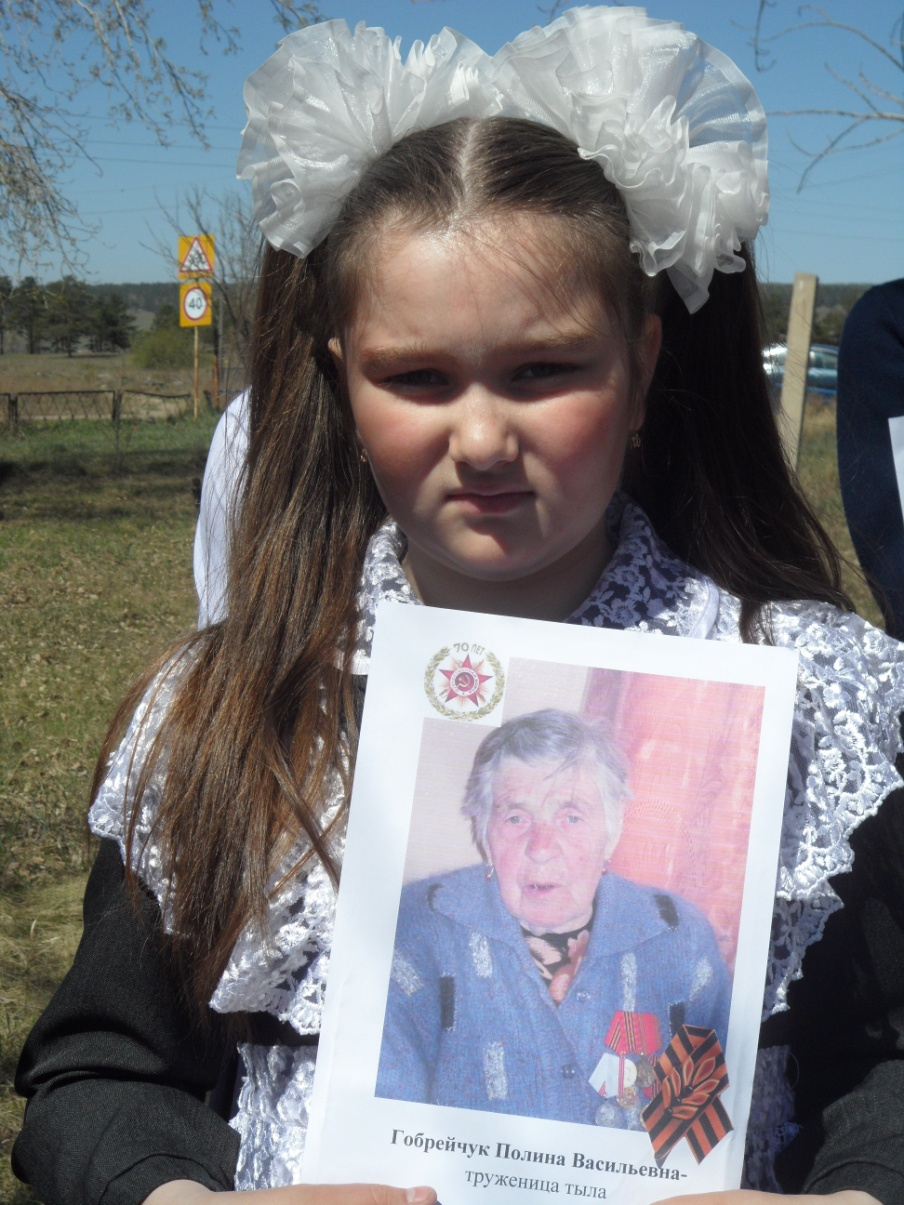 40
70 ЛЕТ
Гобрейчук Полина Васильевна-
труженица тыла